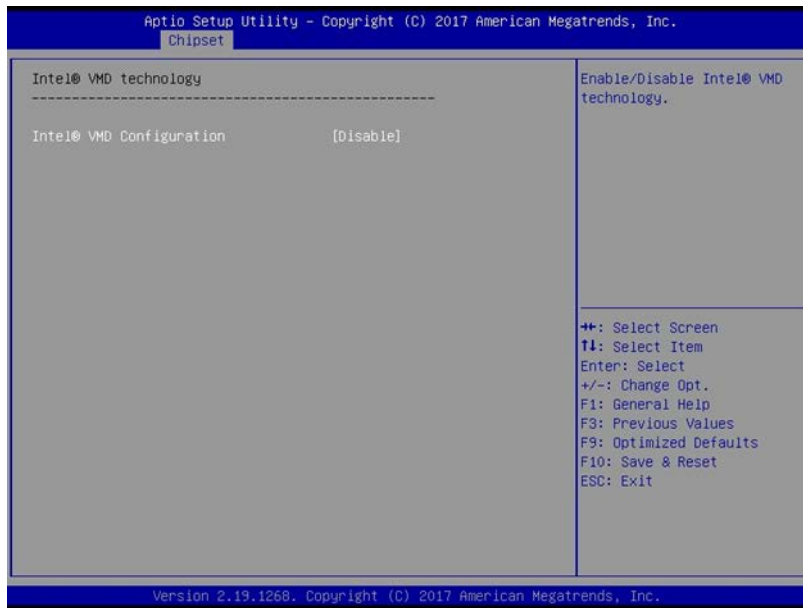 Aptio Setup Utility – Copyright (C) 2017 American Megatrends, Inc.
Chipset
Intel® VMD technology
--------------------------------------------------
Intel® VMD Configuration [Disable]
Enable/Disable Intel® VMD
technology.
→←: Select Screen
↑↓: Select Item
Enter: Select
+/-: Change Opt.
F1: General Help
F3: Previous Values
F9: Optimized Defaults
F10: Save & Reset
ESC: Exit
Version 2.19.1268. Copyright (C) 2017 American Megatrends, Inc.